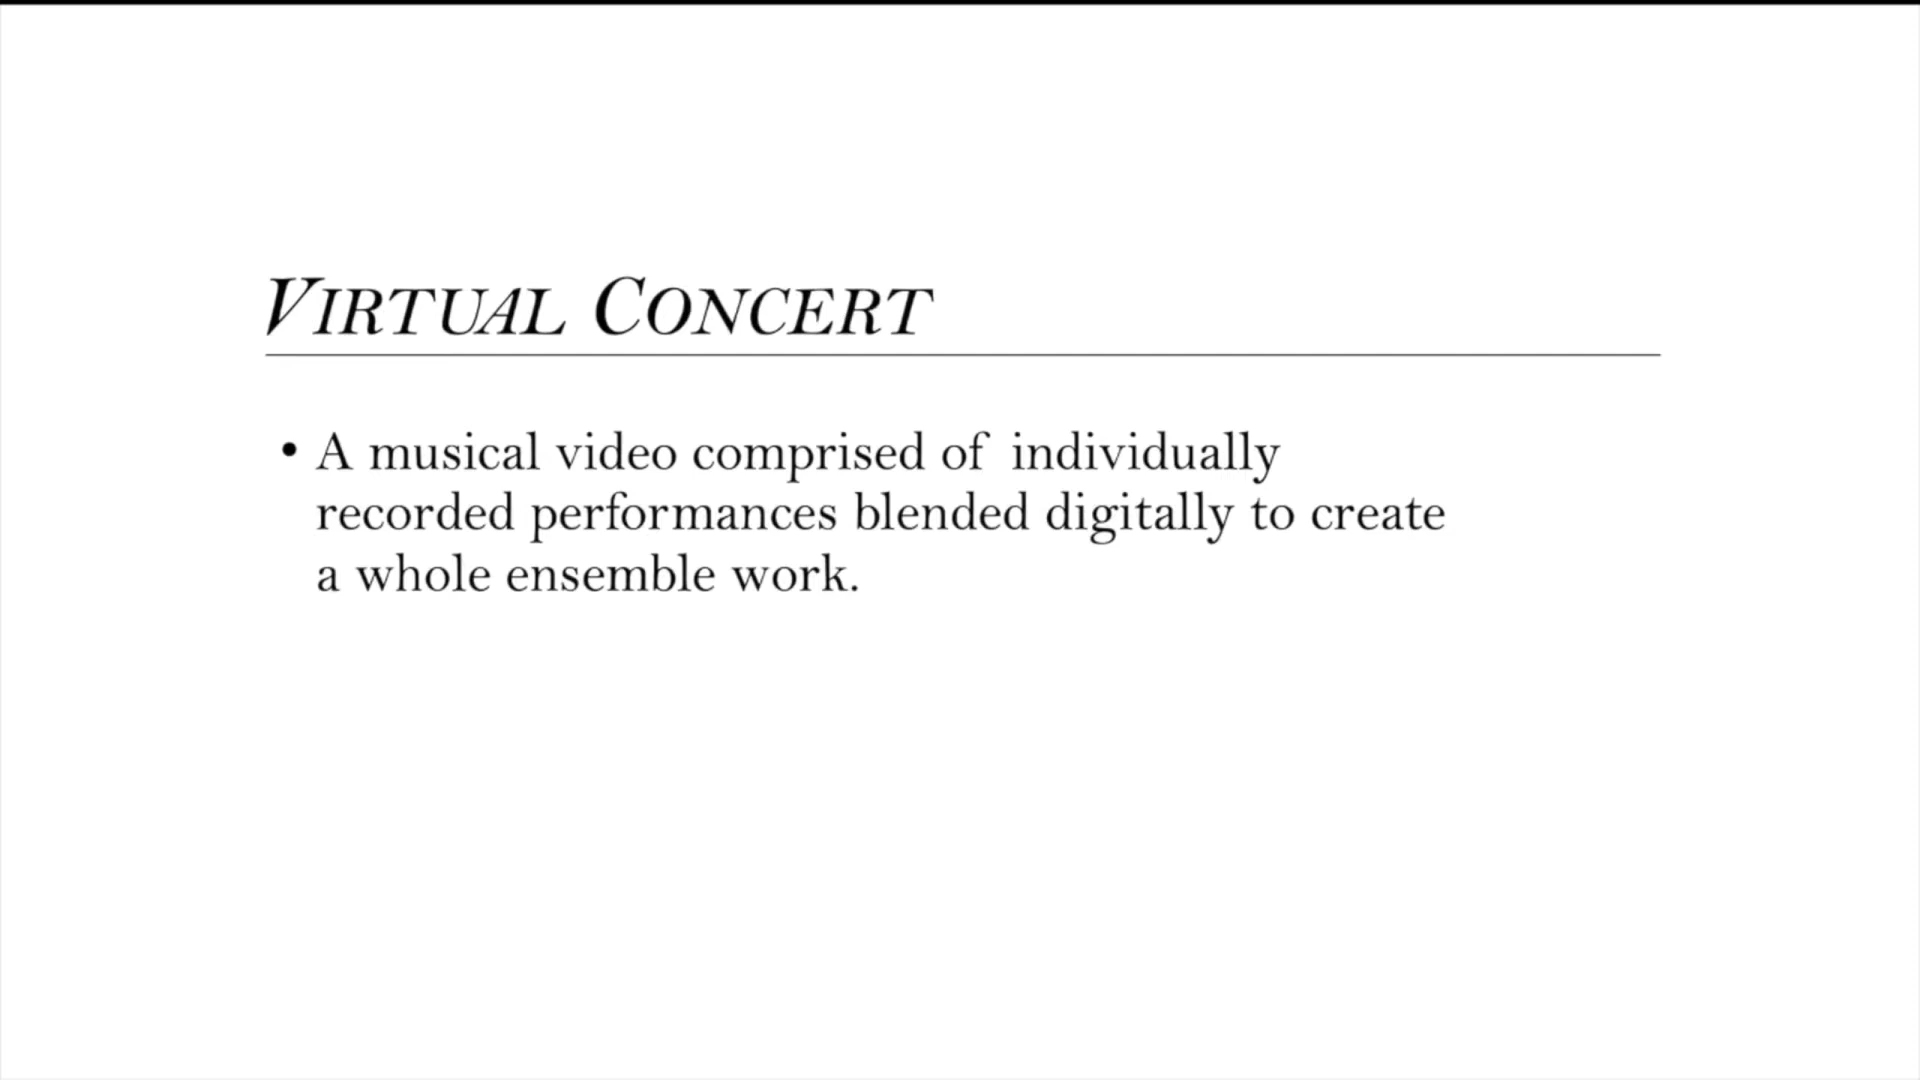 VIRTUAL CONCERT
• A musical video comprised of individually
recorded performances blended digitally to create
a whole ensemble work.